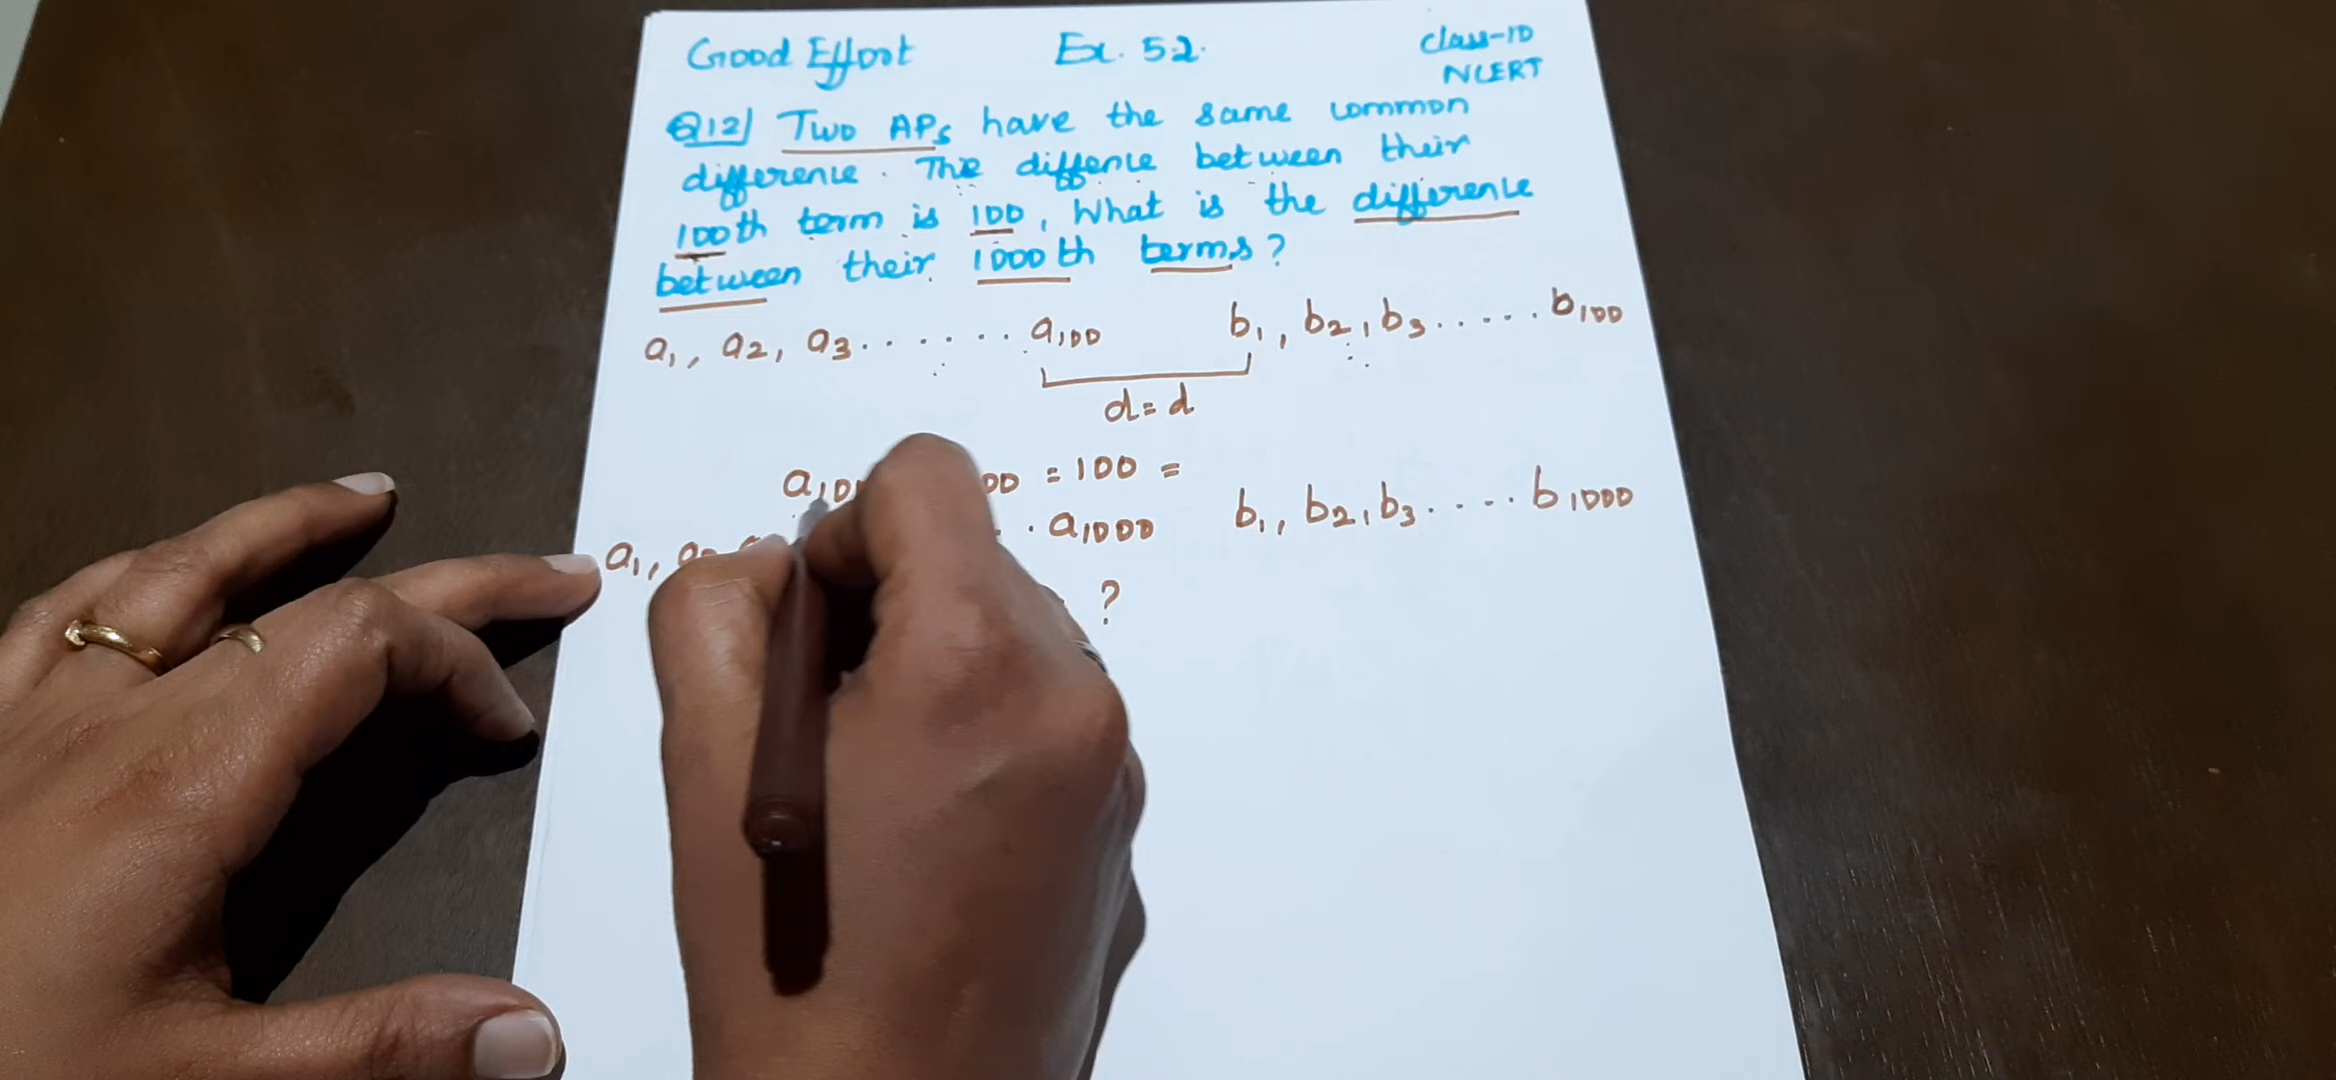 Good Effort Ex. 5.2. Class-10
NCERT
Q12) Two APs have the same common
difference. The diffence between their
100th term is 100, What is the difference
between their 1000th terms?
a₁, a₂, a₃....... a₁₀₀ b₁, b₂, b₃..... b₁₀₀
d=d
= 100 =
a₁, . a₁₀₀₀ b₁, b₂, b₃..... b₁₀₀₀
?